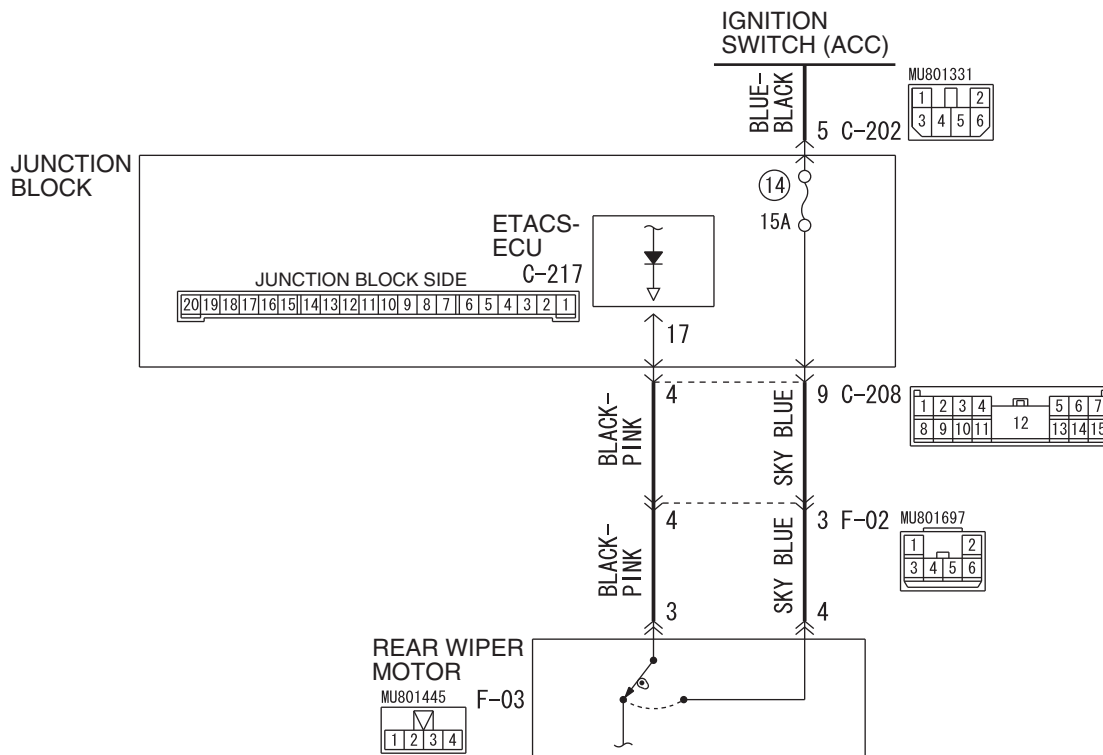 IGNITION
SWITCH (ACC)
BLUE-
BLACK
MU801331
1 2
3 4 5 6
5 C-202
JUNCTION
BLOCK
14
15A
ETACS-
ECU
C-217
JUNCTION BLOCK SIDE
20 19 18 17 16 15 14 13 12 11 10 9 8 7 6 5 4 3 2 1
17
4
9 C-208
1 2 3 4 5 6 7
8 9 10 11 12 13 14 15
BLACK-
PINK
SKY BLUE
4
3 F-02
MU801697
1 2
3 4 5 6
BLACK-
PINK
SKY BLUE
3
4
REAR WIPER
MOTOR
MU801445
F-03
1 2 3 4